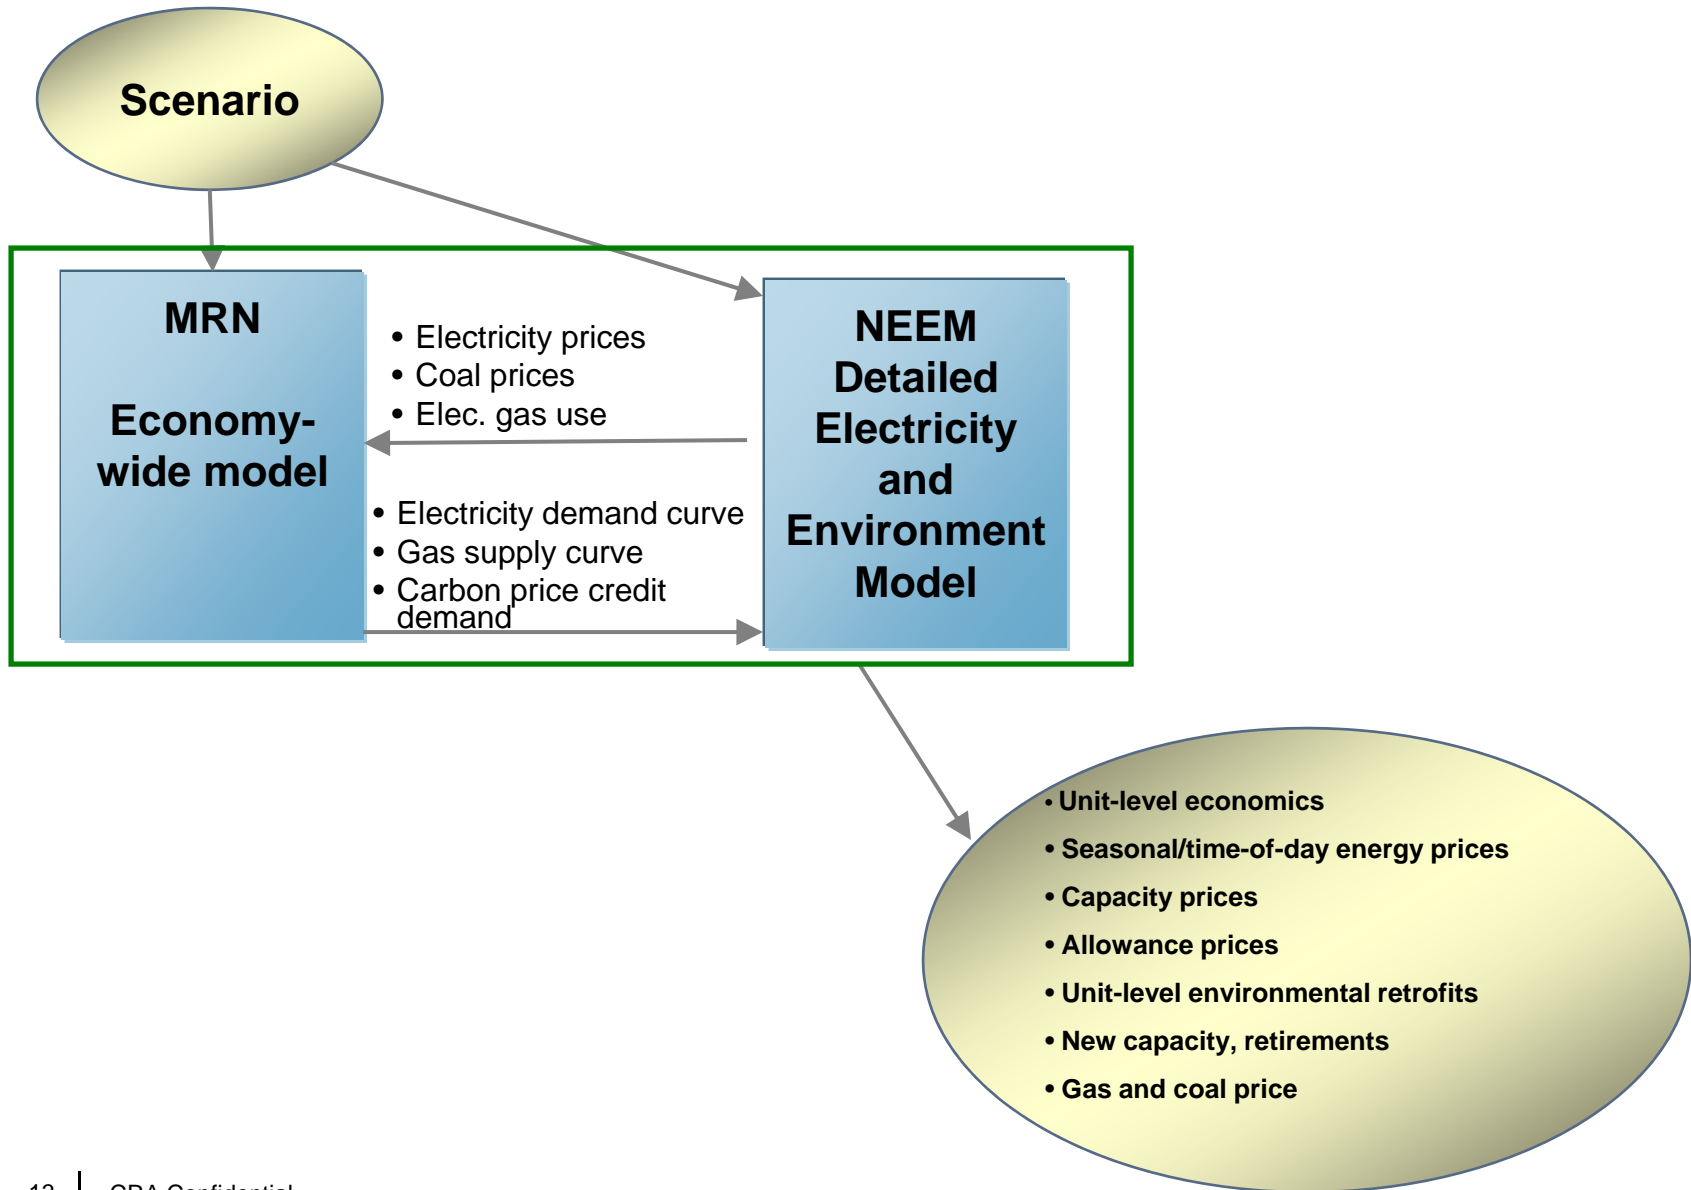 Scenario
MRN
Economy-
wide model
• Electricity prices
• Coal prices
• Elec. gas use
• Electricity demand curve
• Gas supply curve
• Carbon price credit
demand
NEEM
Detailed
Electricity
and
Environment
Model
• Unit-level economics
• Seasonal/time-of-day energy prices
• Capacity prices
• Allowance prices
• Unit-level environmental retrofits
• New capacity, retirements
• Gas and coal price
CRA Confidential